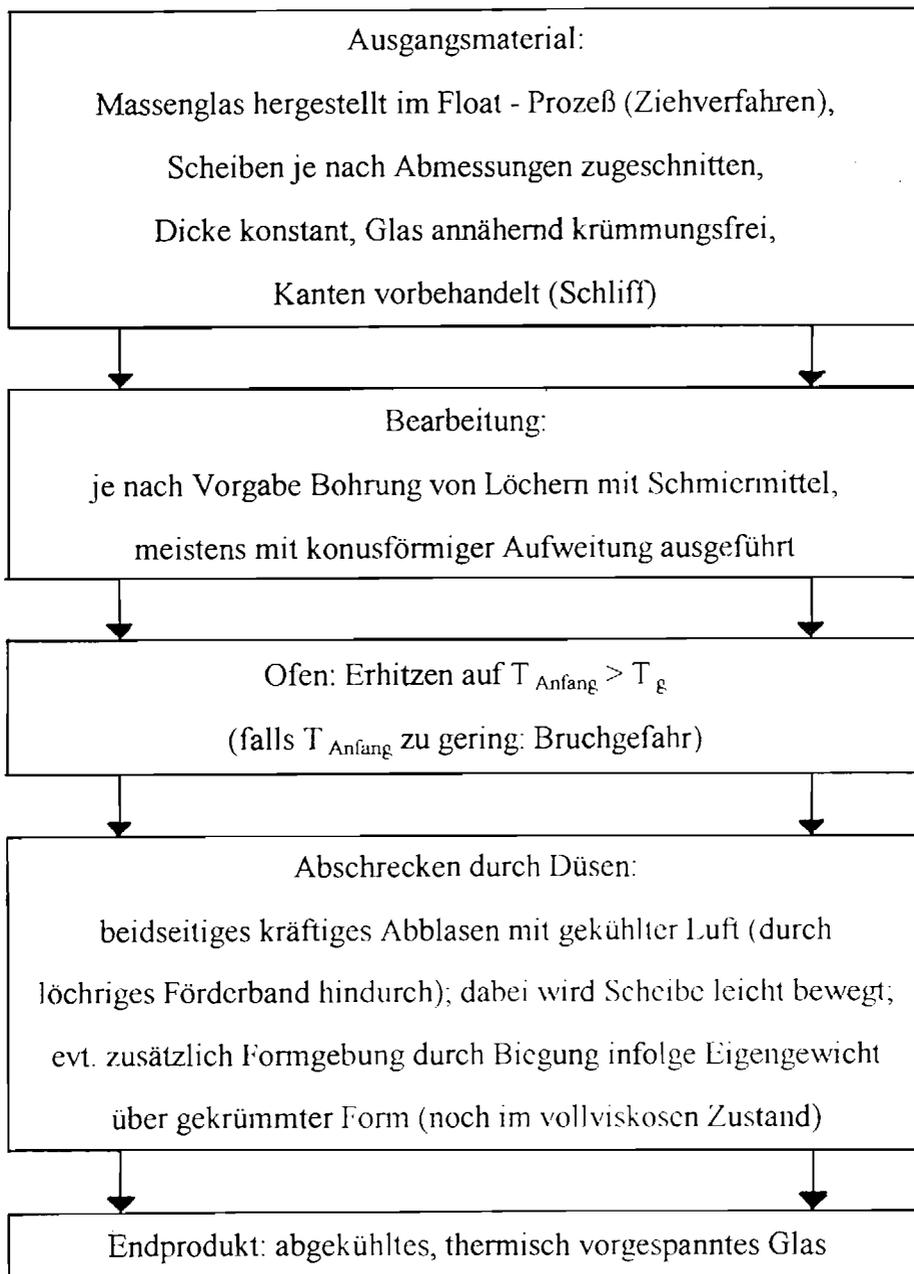 Ausgangsmaterial:
Massenglas hergestellt im Float - Prozeß (Ziehverfahren),
Scheiben je nach Abmessungen zugeschnitten,
Dicke konstant, Glas annähernd krümmungsfrei,
Kanten vorbehandelt (Schliff)
Bearbeitung:
je nach Vorgabe Bohrung von Löchern mit Schmiermittel,
meistens mit konusförmiger Aufweitung ausgeführt
Ofen: Erhitzen auf T Anfang > T g
(falls T Anfang zu gering: Bruchgefahr)
Abschrecken durch Düsen:
beidseitiges kräftiges Abblasen mit gekühlter Luft (durch
löchriges Förderband hindurch); dabei wird Scheibe leicht bewegt;
evt. zusätzlich Formgebung durch Biegung infolge Eigengewicht
über gekrümmter Form (noch im vollviskosen Zustand)
Endprodukt: abgekühltes, thermisch vorgespanntes Glas